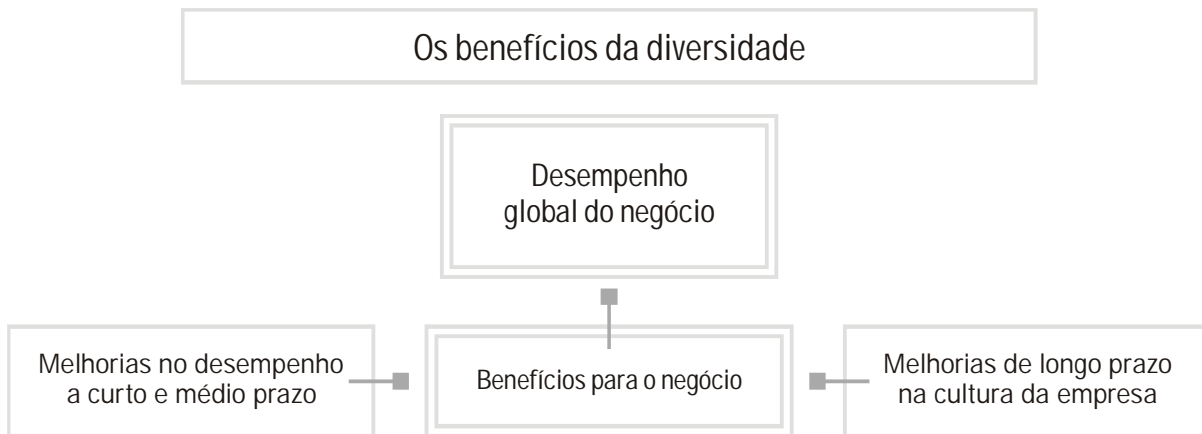 Os benefícios da diversidade
Desempenho
global do negócio
Melhorias no desempenho
a curto e médio prazo
Benefícios para o negócio
Melhorias de longo prazo
na cultura da empresa